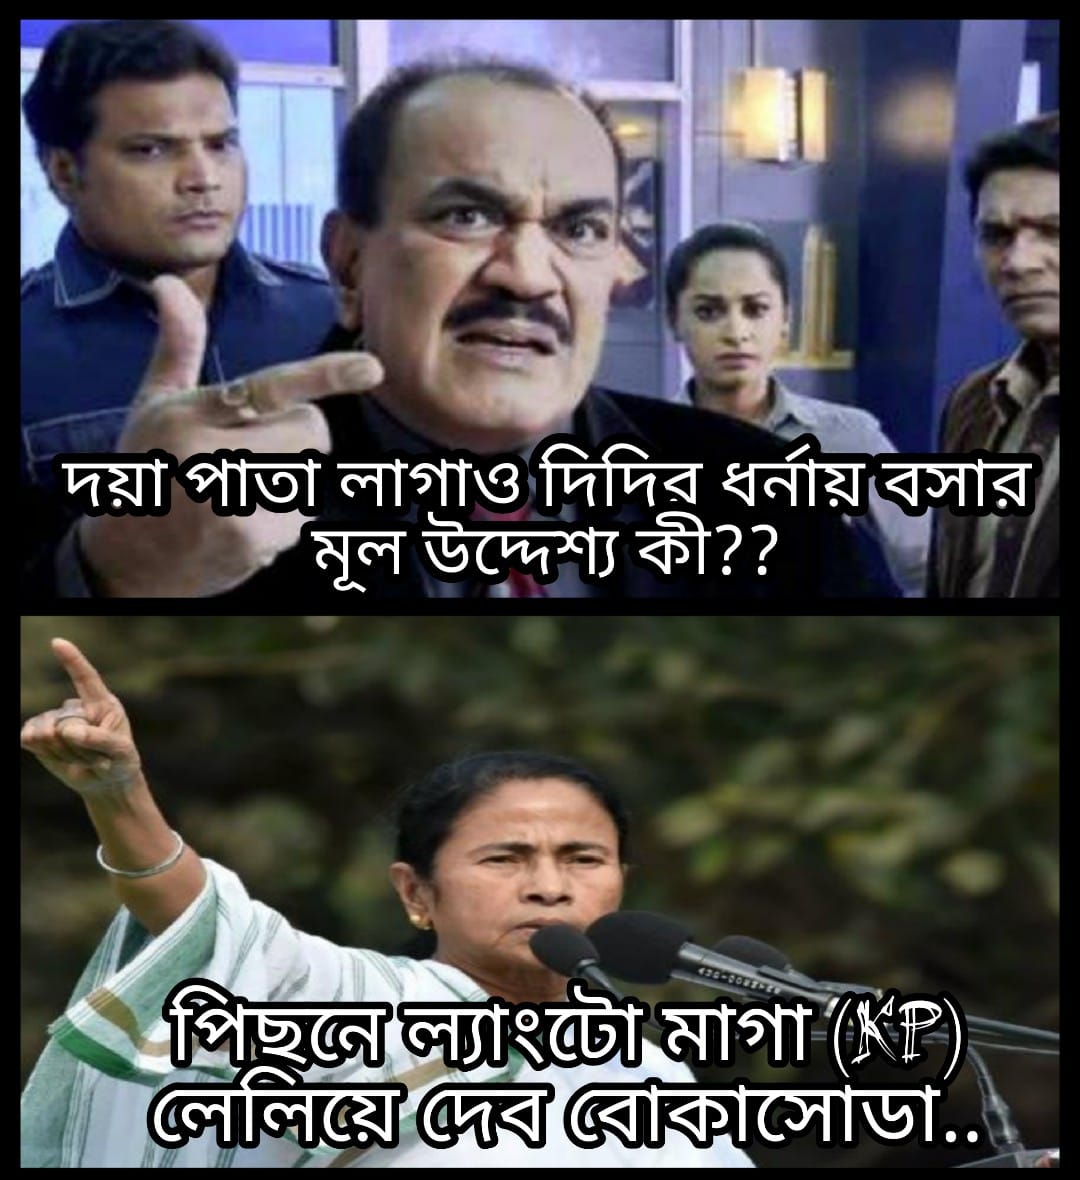 দয়া পাতা লাগাও দিদির ধর্নায় বসার
মূল উদ্দেশ্য কী??
পিছনে ল্যাংটো মাগা (KP)
লেলিয়ে দেব বোকাসোডা..